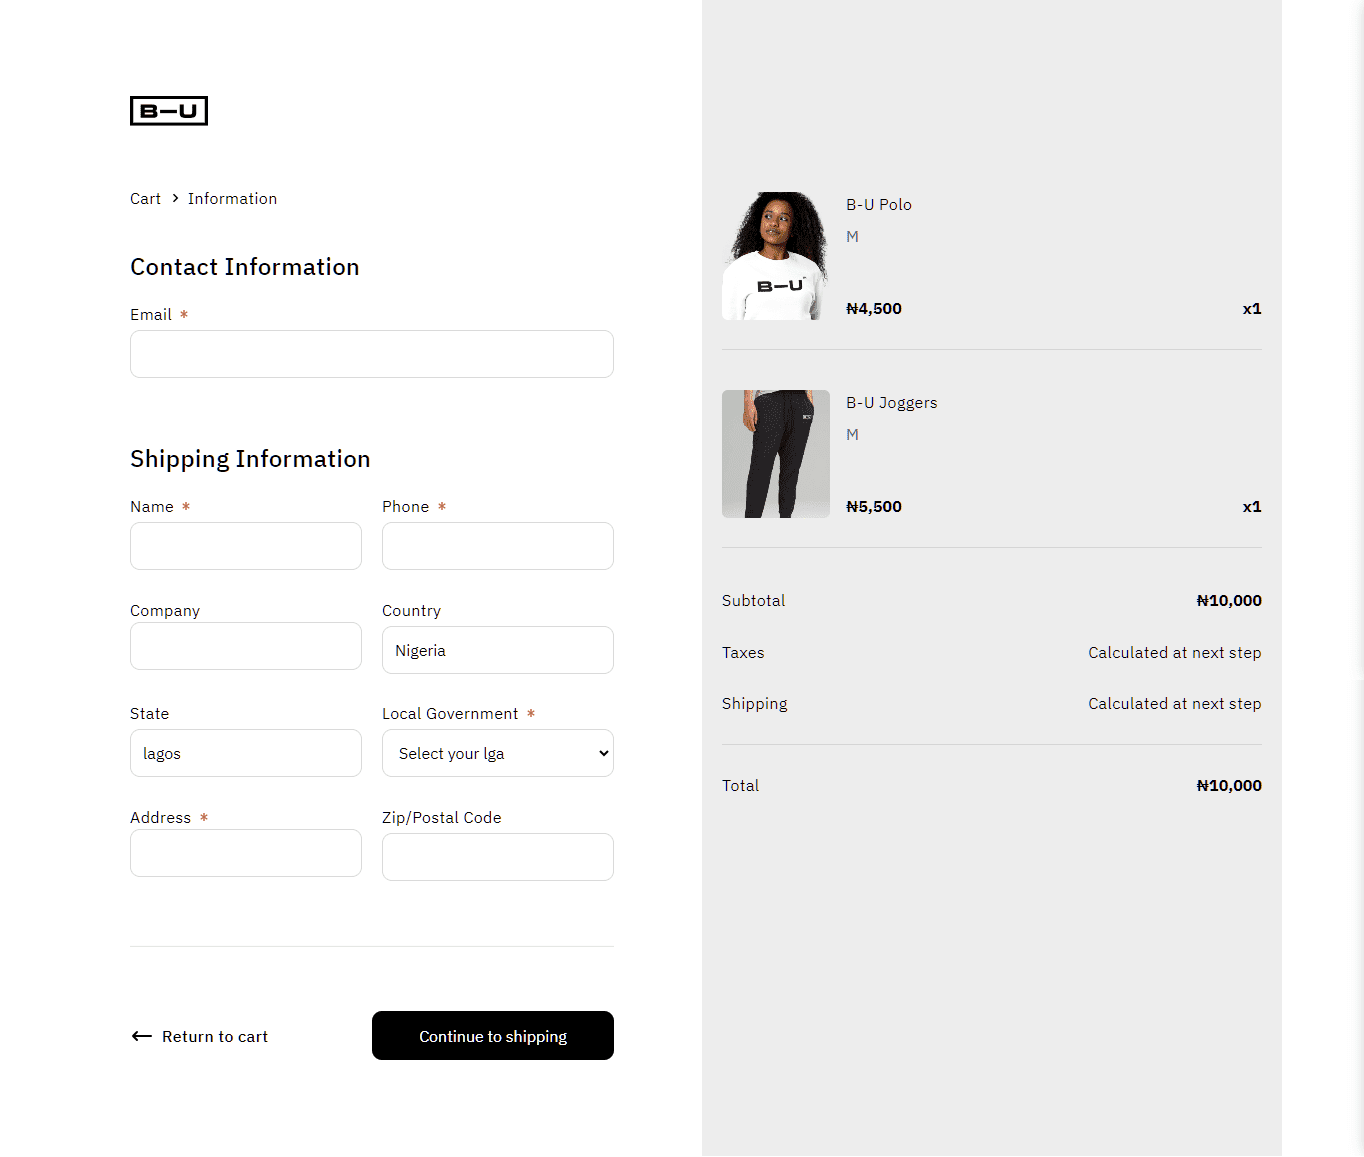 B–U
Cart > Information
Contact Information
Email *
Shipping Information
Name *
Phone *
Company
Country
Nigeria
State
lagos
Local Government *
Select your lga
Address *
Zip/Postal Code
Return to cart
Continue to shipping
B–U
B-U Polo
M
₦4,500
x1
B-U Joggers
M
₦5,500
x1
Subtotal
₦10,000
Taxes
Calculated at next step
Shipping
Calculated at next step
Total
₦10,000